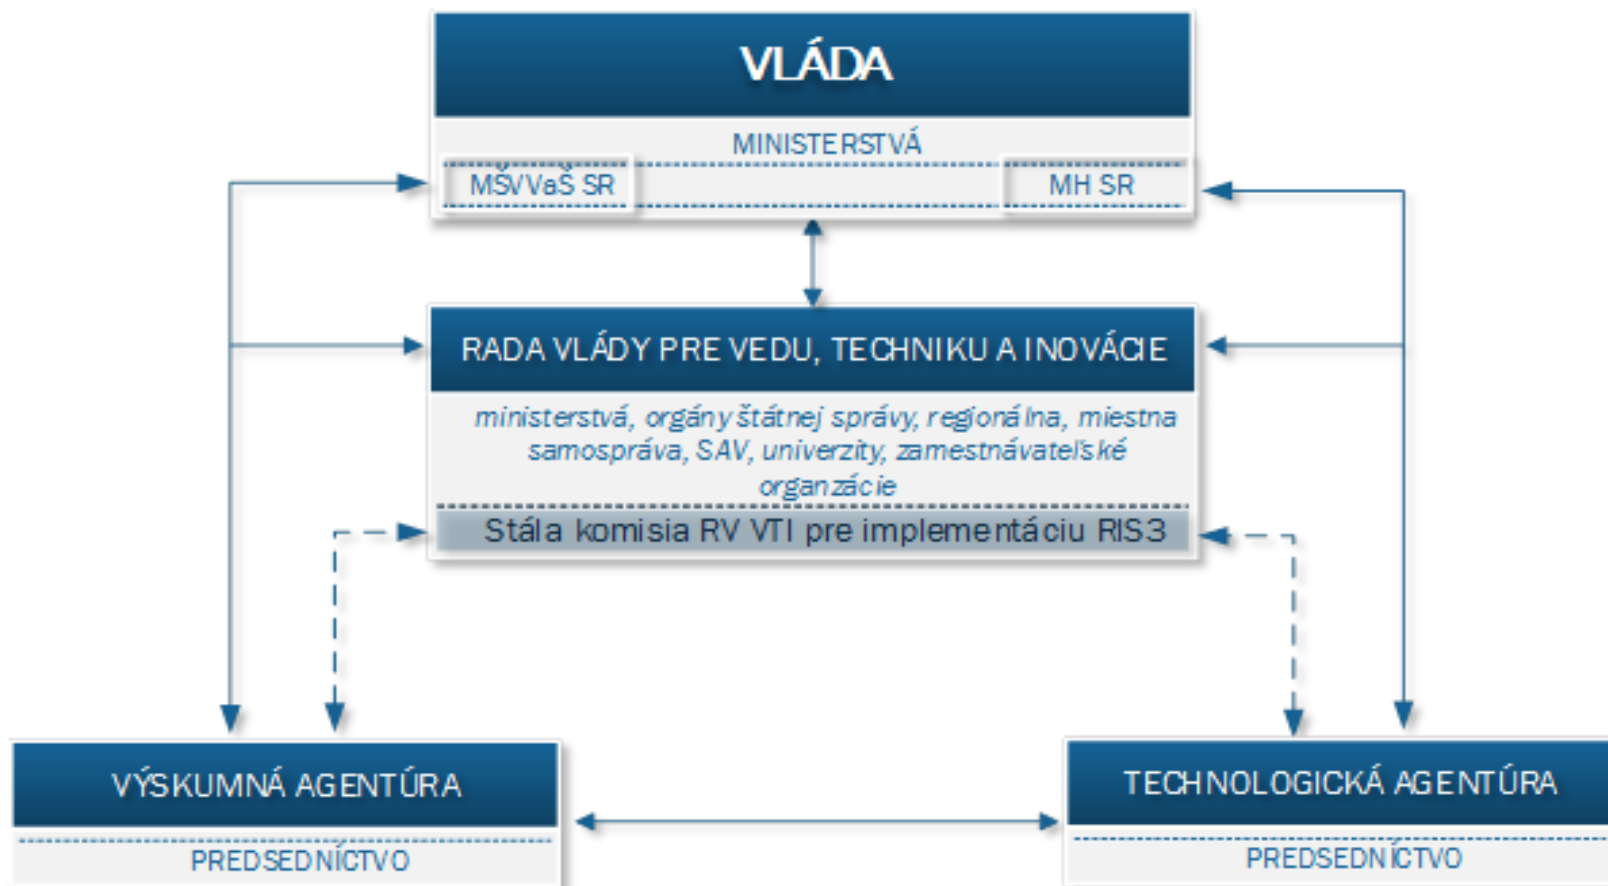 VLÁDA
MINISTERSTVÁ
MŠVVaŠ SR
MH SR
RADA VLÁDY PRE VEDU, TECHNIKU A INOVÁCIE
ministerstvá, orgány štátnej správy, regionálna, miestna
samospráva, SAV, univerzity, zamestnávateľské
organzácie
Stála komisia RV VTI pre implementáciu RIS3
VÝSKUMNÁ AGENTÚRA
PREDSEDNÍCTVO
TECHNOLOGICKÁ AGENTÚRA
PREDSEDNÍCTVO